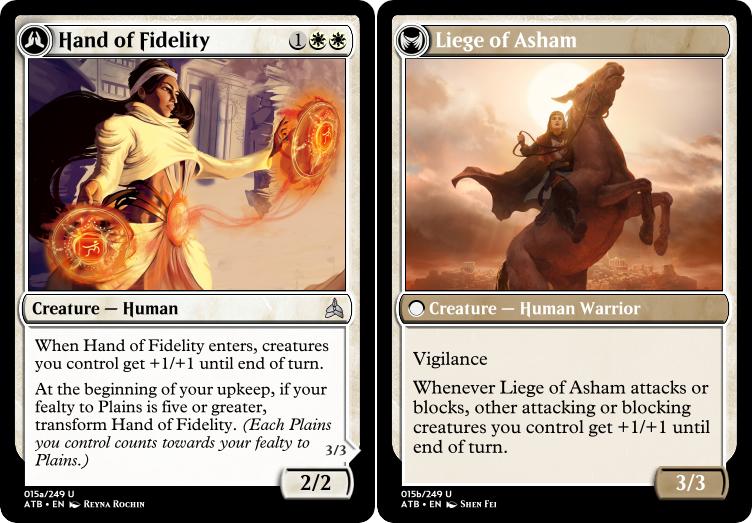 Hand of Fidelity 1
Creature — Human
When Hand of Fidelity enters, creatures
you control get +1/+1 until end of turn.
At the beginning of your upkeep, if your
fealty to Plains is five or greater,
transform Hand of Fidelity. (Each Plains
you control counts towards your fealty to
Plains.)
3/3
2/2
015a/249 U
ATB • EN REYNA ROCHIN
Liege of Asham
Creature — Human Warrior
Vigilance
Whenever Liege of Asham attacks or
blocks, other attacking or blocking
creatures you control get +1/+1 until
end of turn.
3/3
015b/249 U
ATB • EN SHEN FEI